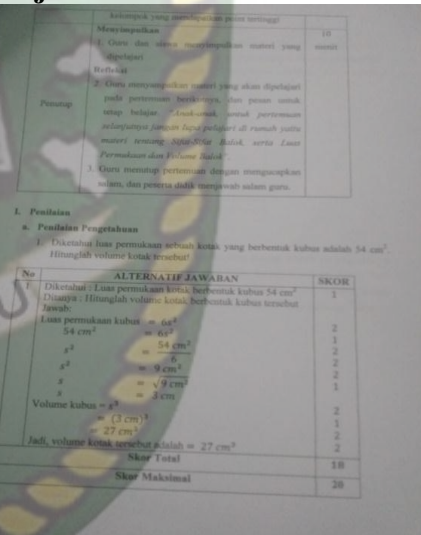 kelompok yang mendapatkan poin tertinggi
Menyimpulkan
10
1. Guru dan siswa menyimpulkan materi yang
menit
dipelajari
Refleksi
2. Guru menyampaikan materi yang akan dipelajari
Penutup
pada pertemuan berikutnya, dan pesan untuk
tetap belajar. "Anak-anak, untuk pertemuan
selanjutnya jangan lupa pelajari di rumah yaitu
materi tentang Sifat-Sifat Balok, serta Luas
Permukaan dan Volume Balok".
3. Guru menutup pertemuan dengan mengucapkan
salam, dan peserta didik menjawab salam guru.
I. Penilaian
a. Penilaian Pengetahuan
1. Diketahui luas permukaan sebuah kotak yang berbentuk kubus adalah 54 cm².
Hitunglah volume kotak tersebut!
No ALTERNATIF JAWABAN SKOR
1 Diketahui : Luas permukaan kotak berbentuk kubus 54 cm² 1
Ditanya : Hitunglah volume kotak berbentuk kubus tersebut
Jawab:
Luas permukaan kubus = 6s² 2
54 cm² = 6s² 1
s² = 54 cm²/6 2
s² = 9 cm² 2
s = √9 cm² 2
s = 3 cm 1
Volume kubus = s³ 2
= (3 cm)³ 1
= 27 cm³ 2
Jadi, volume kotak tersebut adalah = 27 cm³ 2
Skor Total 18
Skor Maksimal 20